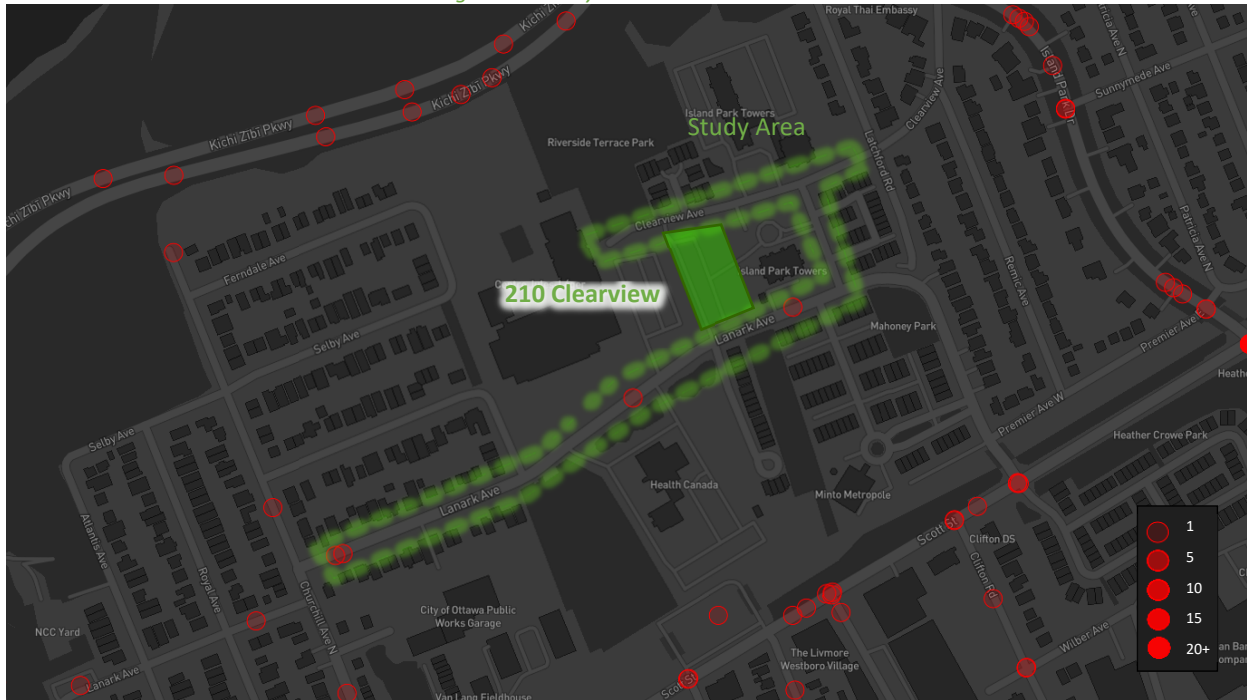 Kichi Zibi
Royal Thai Embassy
Patricia Ave N
Island Park Dr
Sunnymede Ave
Kichi Zibi Pkwy
Kichi Zibi Pkwy
Island Park Towers
Study Area
Clearview Ave
Riverside Terrace Park
Latchford Rd
Kichi Zibi Pkwy
Clearview Ave
Patricia Ave N
Ferndale Ave
Island Park Towers
Remic Ave
210 Clearview
Lanark Ave
Mahoney Park
Premier Ave
Selby Ave
Premier Ave W
Selby Ave
Heather Crowe Park
Health Canada
Minto Metropole
Lanark Ave
Scott St
Atlantis Ave
Royal Ave
Churchill Ave N
Clifton DS
Clifton Rd
City of Ottawa Public
Works Garage
NCC Yard
Wilber Ave
The Livmore
Westboro Village
Lanark Ave
Scott St
Van Lang Fieldhouse
1
5
10
15
20+